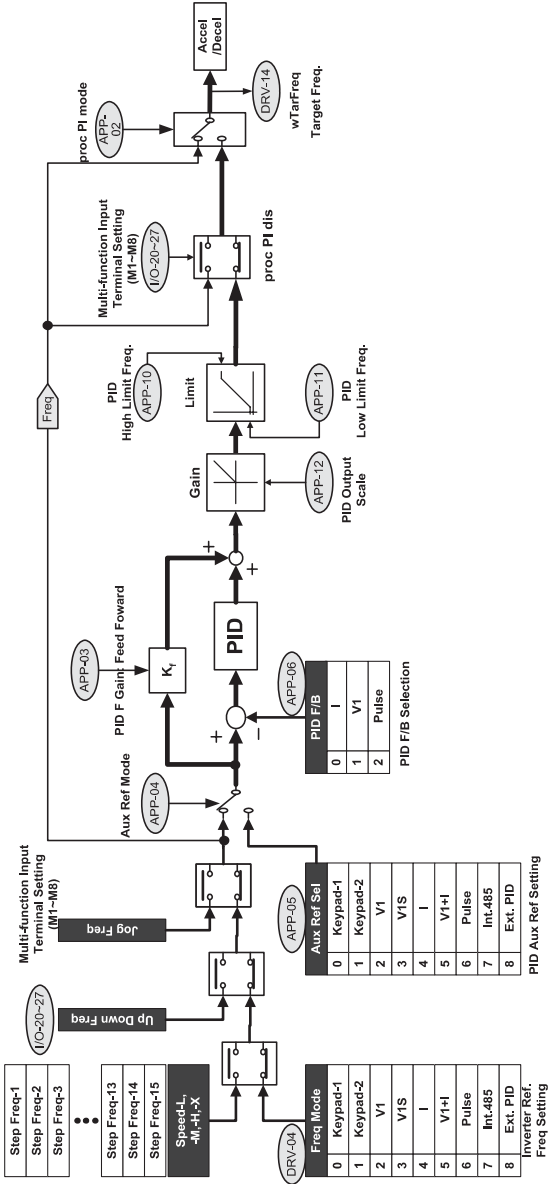 Step Freq-1
Step Freq-2
Step Freq-3
Step Freq-13
Step Freq-14
Step Freq-15
Speed-L,
-M,-H,-X
DRV-04
Freq Mode
0 Keypad-1
1 Keypad-2
2 V1
3 V1S
4 I
5 V1+I
6 Pulse
7 Int.485
8 Ext. PID
Inverter Ref.
Freq Setting
I/O-20~27
Up Down Freq
Multi-function Input
Terminal Setting
(M1~M8)
Jog Freq
APP-05
Aux Ref Sel
0 Keypad-1
1 Keypad-2
2 V1
3 V1S
4 I
5 V1+I
6 Pulse
7 Int.485
8 Ext. PID
PID Aux Ref Setting
Aux Ref Mode
APP-04
APP-03
PID F Gain: Feed Foward
Kf
+
−
PID
+
+
APP-06
PID F/B
0 I
1 V1
2 Pulse
PID F/B Selection
Freq
Gain
APP-12
PID Output
Scale
PID
High Limit Freq.
APP-10
Limit
APP-11
PID
Low Limit Freq.
Multi-function Input
Terminal Setting
(M1~M8)
I/O-20~27
proc PI dis
proc PI mode
APP-
02
Accel
/Decel
DRV-14
wTarFreq
Target Freq.